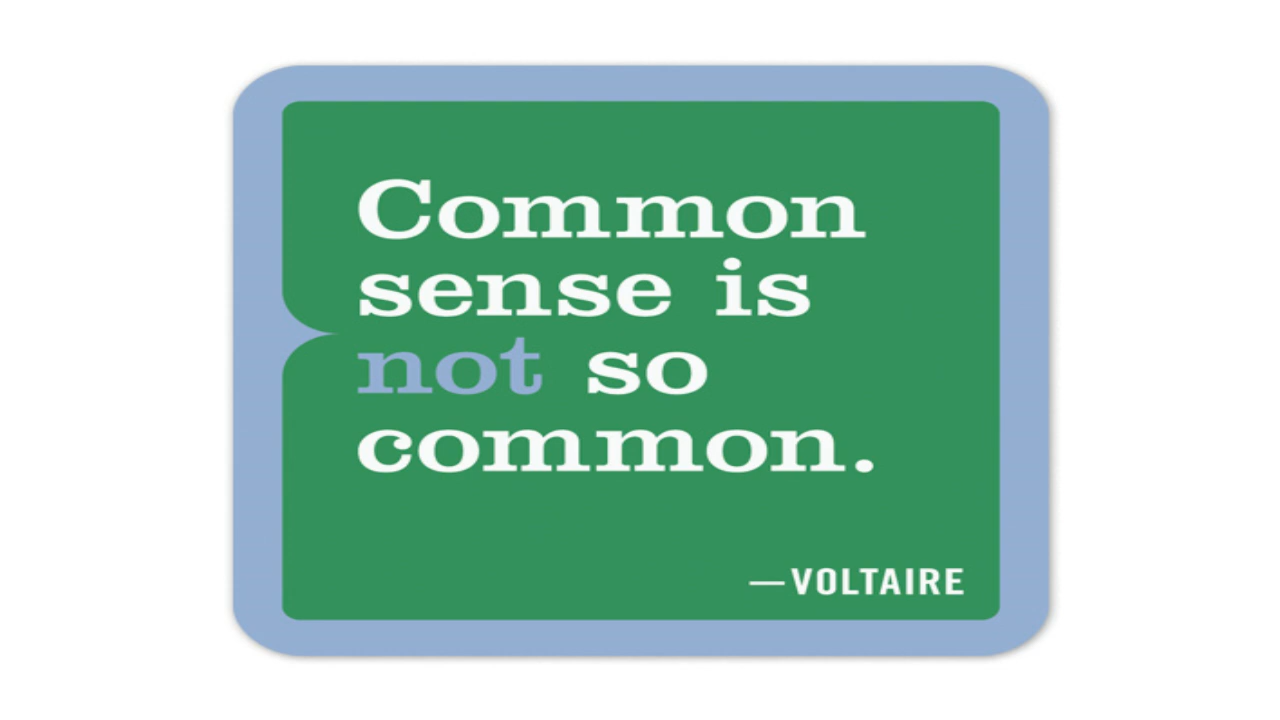 Common
sense is
not so
common.
—VOLTAIRE